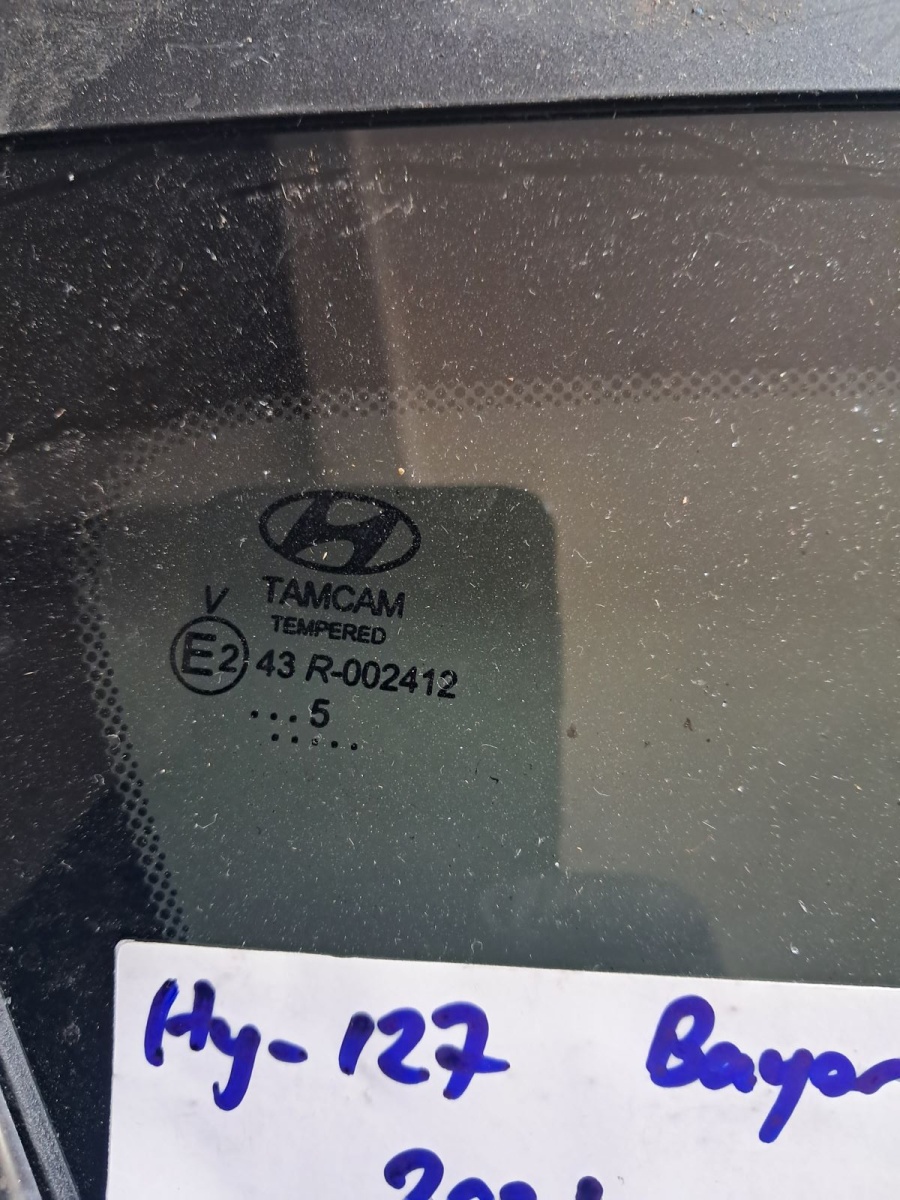 TAMCAM
TEMPERED
V
E2 43 R-002412
...5
.....
Hy-127 Bayon